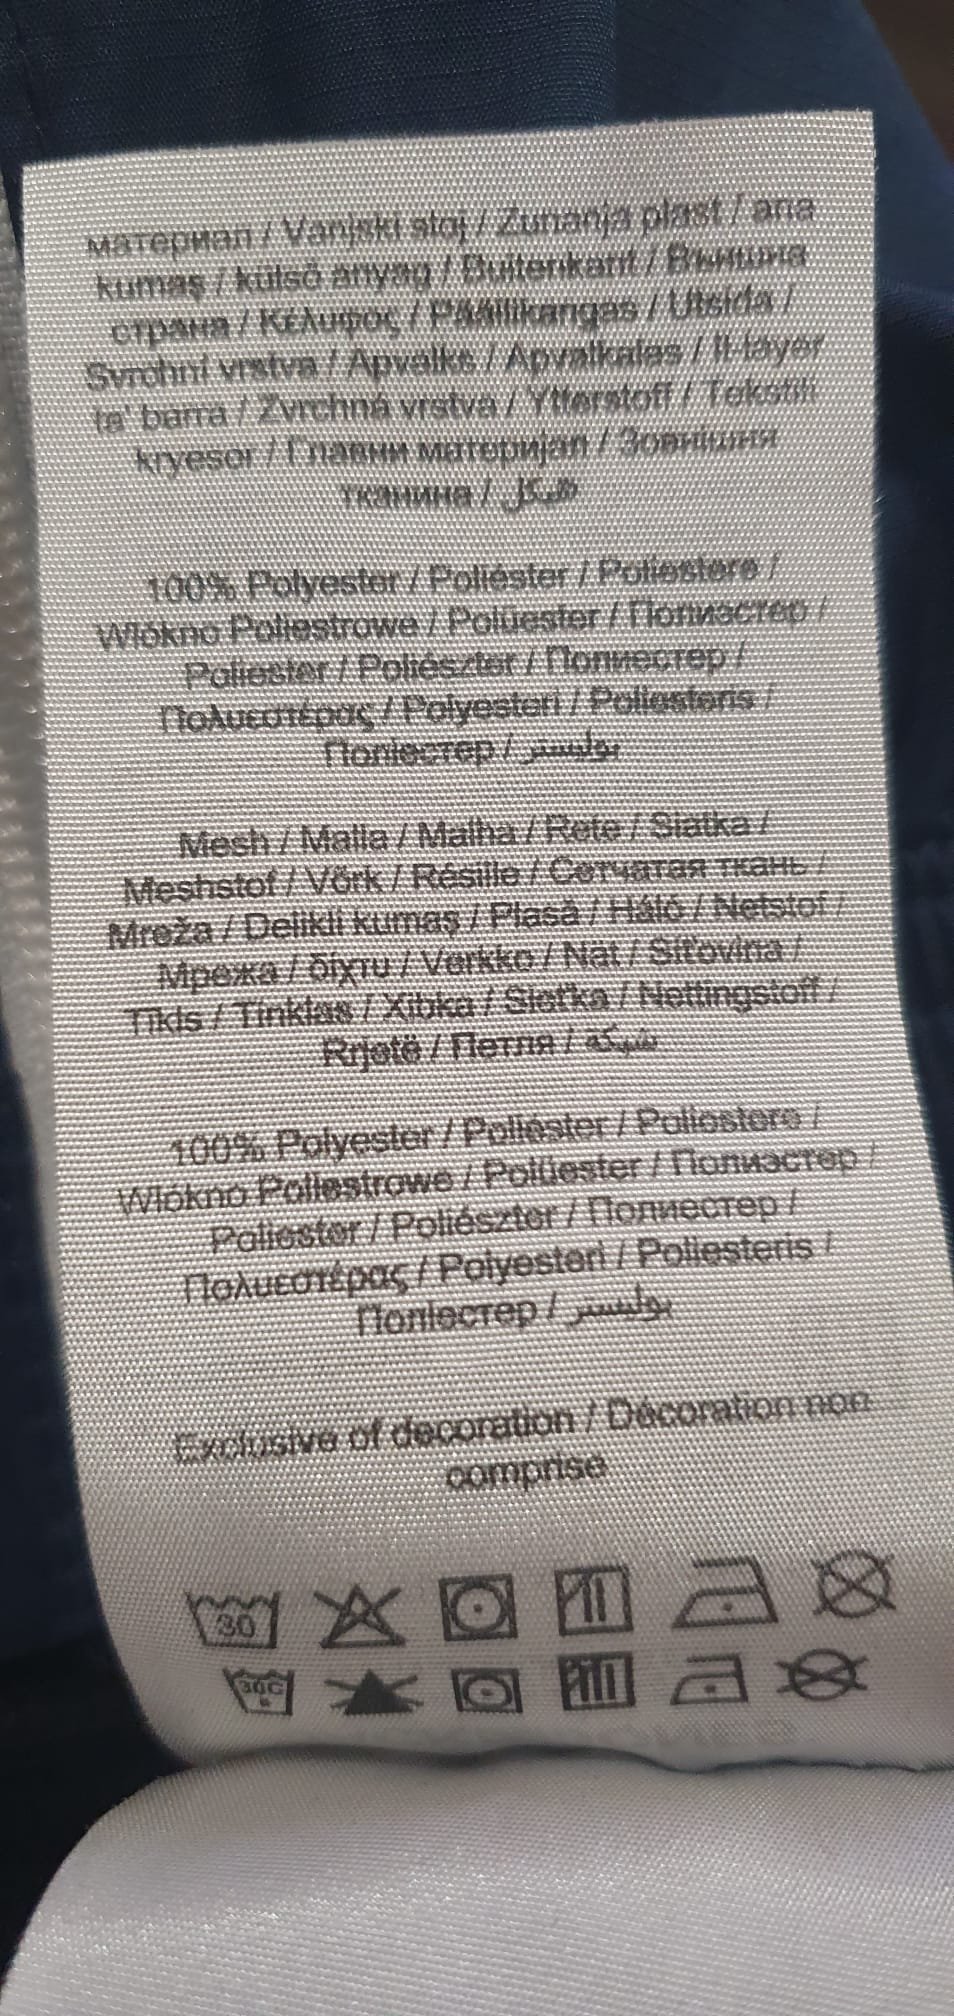 материал / Vanjski sloj / Zunanja plast / ana
kumaş / külső anyag / Buitenkant / Външна
страна / Κέλυφος / Päällikangas / Utsida /
Svrchní vrstva / Apvalks / Apvalkalas / Il-layer
ta' barra / Zvrchná vrstva / Ytterstoff / Tekstili
kryesor / Главни материјал / Зовнішня
тканина / هيكل
100% Polyester / Poliéster / Poliestere /
Wlókno Poliestrowe / Polüester / Полиэстер /
Poliester / Poliészter / Полиестер /
Πολυεστέρας / Polyesteri / Poliesteris /
Поліестер / بوليستر
Mesh / Malla / Malha / Rete / Siatka /
Meshstof / Võrk / Résille / Сетчатая ткань /
Mreža / Delikli kumaş / Plasă / Háló / Netstof /
Мрежа / δίχτυ / Verkko / Nät / Síťovina /
Tīkls / Tinklas / Xibka / Sieťka / Nettingstoff /
Rrjetë / Петля / شبكة
100% Polyester / Poliéster / Poliestere /
Wlókno Poliestrowe / Polüester / Полиэстер /
Poliester / Poliészter / Полиестер /
Πολυεστέρας / Polyesteri / Poliesteris /
Поліестер / بوليستر
Exclusive of decoration / Décoration non
comprise
30
30C